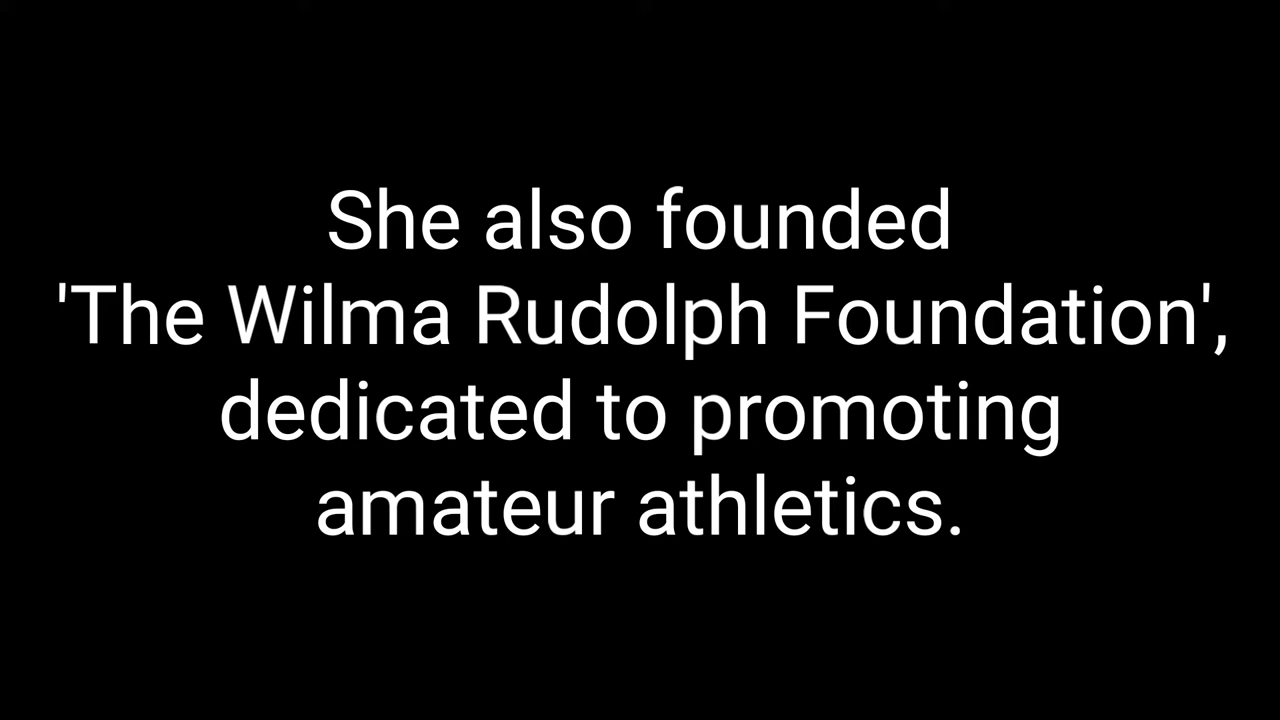 She also founded
'The Wilma Rudolph Foundation',
dedicated to promoting
amateur athletics.